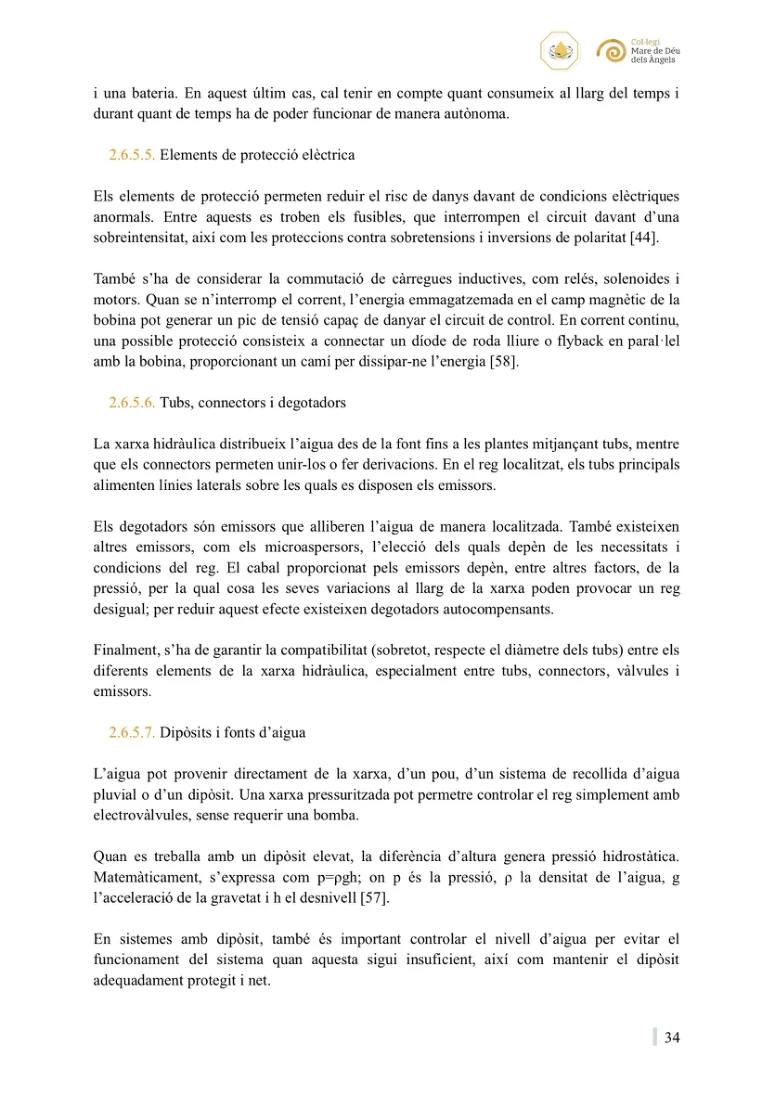 Col·legi
Mare de Déu
dels Àngels
i una bateria. En aquest últim cas, cal tenir en compte quant consumeix al llarg del temps i
durant quant de temps ha de poder funcionar de manera autònoma.
2.6.5.5. Elements de protecció elèctrica
Els elements de protecció permeten reduir el risc de danys davant de condicions elèctriques
anormals. Entre aquests es troben els fusibles, que interrompen el circuit davant d’una
sobreintensitat, així com les proteccions contra sobretensions i inversions de polaritat [44].
També s’ha de considerar la commutació de càrregues inductives, com relés, solenoides i
motors. Quan se n’interromp el corrent, l’energia emmagatzemada en el camp magnètic de la
bobina pot generar un pic de tensió capaç de danyar el circuit de control. En corrent continu,
una possible protecció consisteix a connectar un díode de roda lliure o flyback en paral·lel
amb la bobina, proporcionant un camí per dissipar-ne l’energia [58].
2.6.5.6. Tubs, connectors i degotadors
La xarxa hidràulica distribueix l’aigua des de la font fins a les plantes mitjançant tubs, mentre
que els connectors permeten unir-los o fer derivacions. En el reg localitzat, els tubs principals
alimenten línies laterals sobre les quals es disposen els emissors.
Els degotadors són emissors que alliberen l’aigua de manera localitzada. També existeixen
altres emissors, com els microaspersors, l’elecció dels quals depèn de les necessitats i
condicions del reg. El cabal proporcionat pels emissors depèn, entre altres factors, de la
pressió, per la qual cosa les seves variacions al llarg de la xarxa poden provocar un reg
desigual; per reduir aquest efecte existeixen degotadors autocompensants.
Finalment, s’ha de garantir la compatibilitat (sobretot, respecte el diàmetre dels tubs) entre els
diferents elements de la xarxa hidràulica, especialment entre tubs, connectors, vàlvules i
emissors.
2.6.5.7. Dipòsits i fonts d’aigua
L’aigua pot provenir directament de la xarxa, d’un pou, d’un sistema de recollida d’aigua
pluvial o d’un dipòsit. Una xarxa pressuritzada pot permetre controlar el reg simplement amb
electrovàlvules, sense requerir una bomba.
Quan es treballa amb un dipòsit elevat, la diferència d’altura genera pressió hidrostàtica.
Matemàticament, s’expressa com p=ρgh; on p és la pressió, ρ la densitat de l’aigua, g
l’acceleració de la gravetat i h el desnivell [57].
En sistemes amb dipòsit, també és important controlar el nivell d’aigua per evitar el
funcionament del sistema quan aquesta sigui insuficient, així com mantenir el dipòsit
adequadament protegit i net.
34